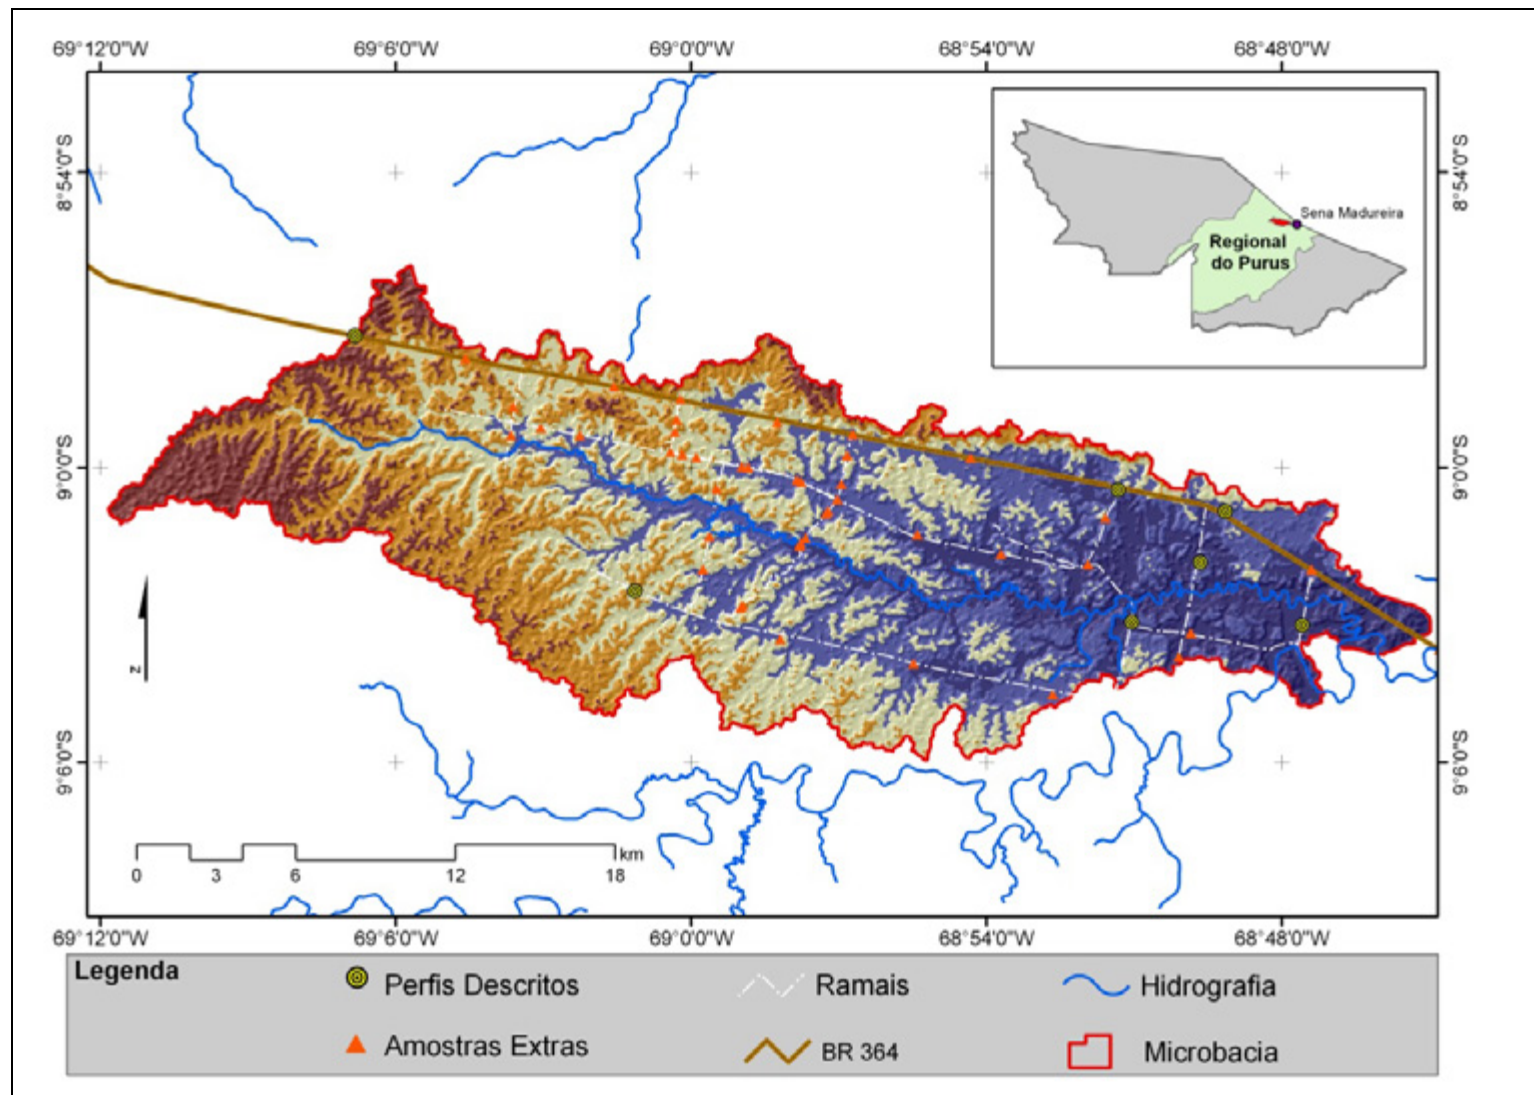 69°12'0"W 69°6'0"W 69°0'0"W 68°54'0"W 68°48'0"W
8°54'0"S
8°54'0"S
Sena Madureira
Regional
do Purus
9°0'0"S
9°0'0"S
z
9°6'0"S
9°6'0"S
km
0 3 6 12 18
69°12'0"W 69°6'0"W 69°0'0"W 68°54'0"W 68°48'0"W
Legenda
Perfis Descritos Ramais Hidrografia
Amostras Extras BR 364 Microbacia